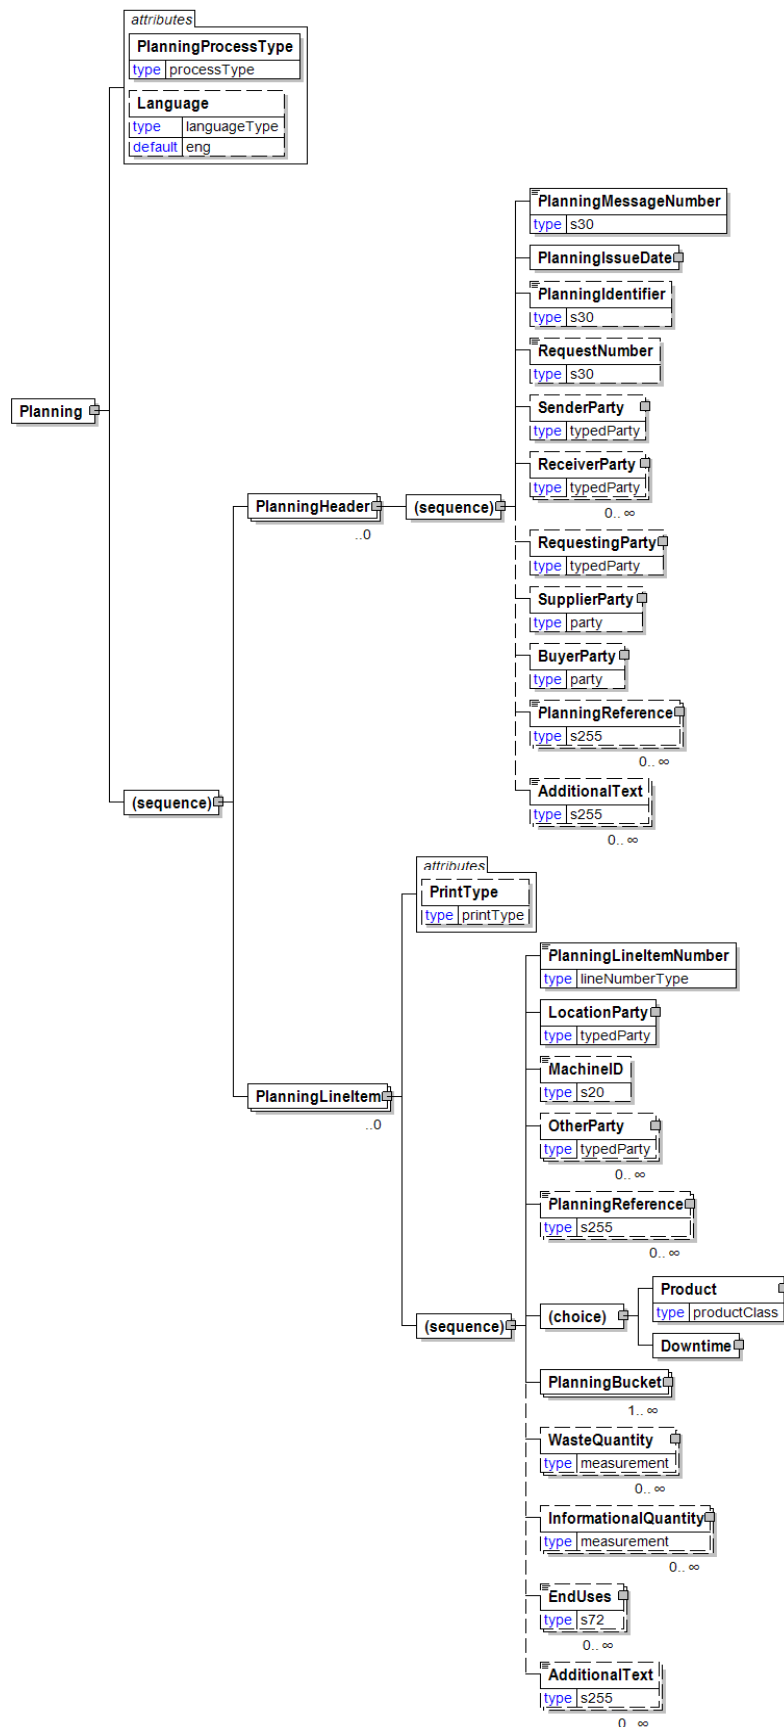 attributes
PlanningProcessType
type processType
Language
type languageType
default eng
PlanningMessageNumber
type s30
PlanningIssueDate
PlanningIdentifier
type s30
RequestNumber
type s30
Planning
SenderParty
type typedParty
ReceiverParty
type typedParty
0.. ∞
PlanningHeader
..0
(sequence)
RequestingParty
type typedParty
SupplierParty
type party
BuyerParty
type party
PlanningReference
type s255
0.. ∞
(sequence)
AdditionalText
type s255
0.. ∞
attributes
PrintType
type printType
PlanningLineItemNumber
type lineNumberType
LocationParty
type typedParty
MachineID
type s20
PlanningLineItem
..0
OtherParty
type typedParty
0.. ∞
PlanningReference
type s255
0.. ∞
(sequence)
(choice)
Product
type productClass
Downtime
PlanningBucket
1.. ∞
WasteQuantity
type measurement
0.. ∞
InformationalQuantity
type measurement
0.. ∞
EndUses
type s72
0.. ∞
AdditionalText
type s255
0.. ∞